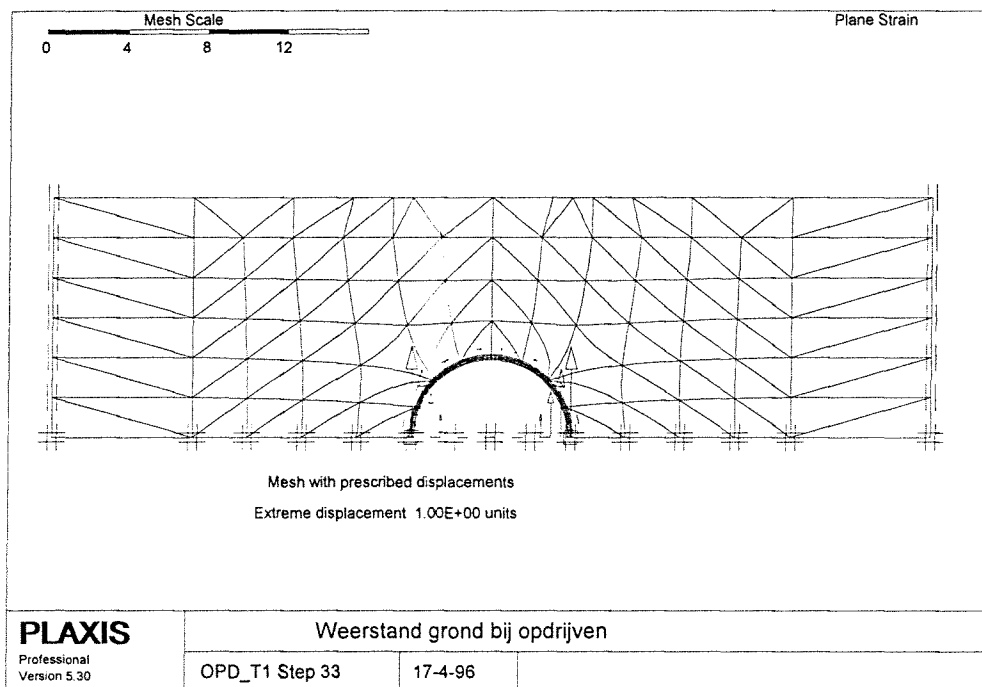 Mesh Scale
Plane Strain
0 4 8 12
Mesh with prescribed displacements
Extreme displacement 1.00E+00 units
PLAXIS
Professional
Version 5.30
Weerstand grond bij opdrijven
OPD_T1 Step 33
17-4-96